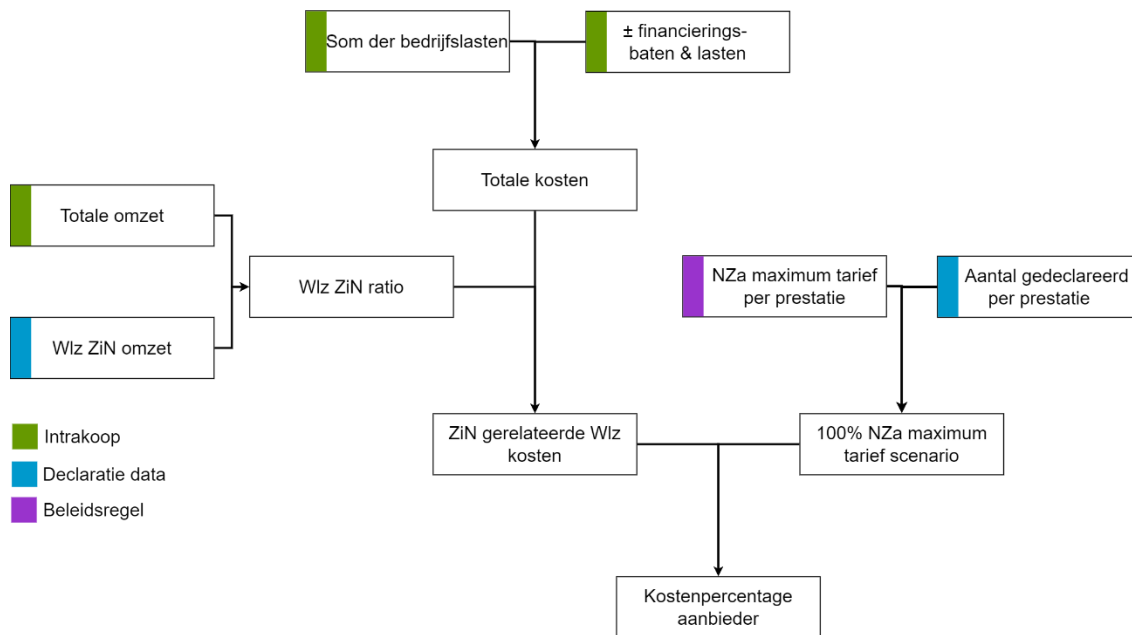 Som der bedrijfslasten
± financierings-
baten & lasten
Totale kosten
Totale omzet
Wlz ZiN ratio
NZa maximum tarief
per prestatie
Aantal gedeclareerd
per prestatie
Wlz ZiN omzet
ZiN gerelateerde Wlz
kosten
100% NZa maximum
tarief scenario
Intrakoop
Declaratie data
Beleidsregel
Kostenpercentage
aanbieder